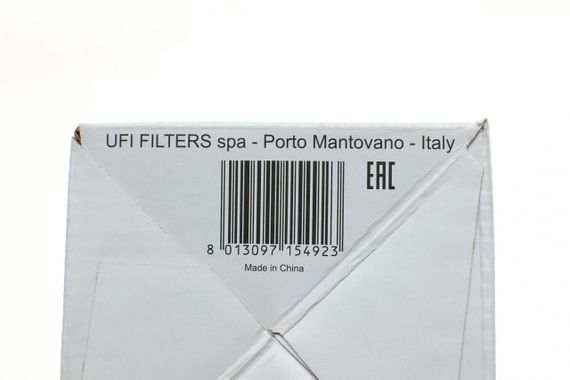 UFI FILTERS spa - Porto Mantovano - Italy
EAC
8 013097 154923
Made in China